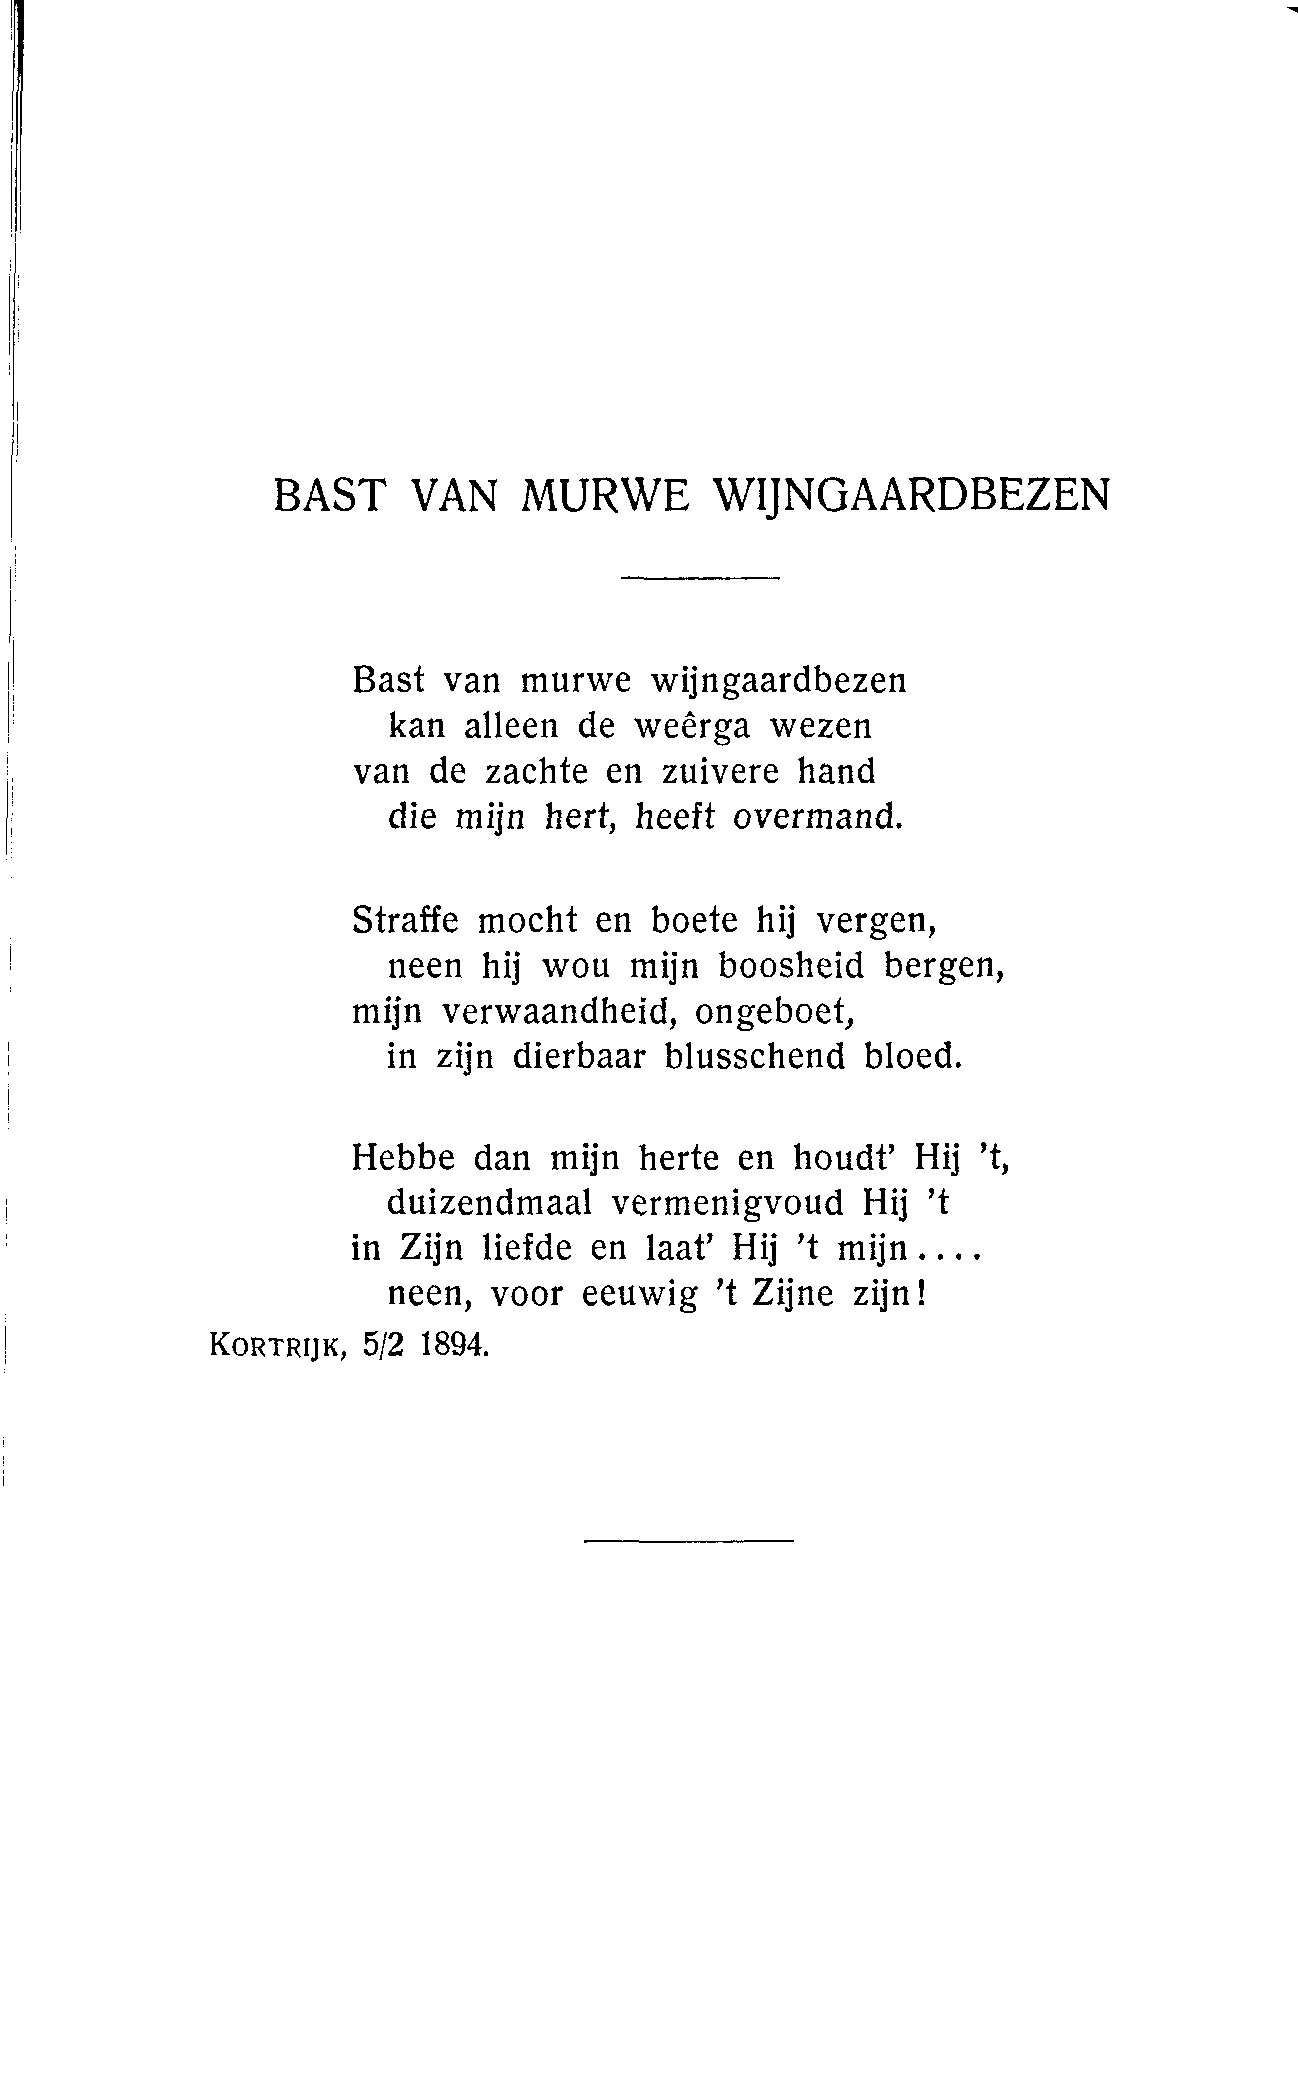 BAST VAN MURWE WIJNGAARDBEZEN
Bast van murwe wijngaardbezen
kan alleen de weêrga wezen
van de zachte en zuivere hand
die mijn hert, heeft overmand.
Straffe mocht en boete hij vergen,
neen hij wou mijn boosheid bergen,
mijn verwaandheid, ongeboet,
in zijn dierbaar blusschend bloed.
Hebbe dan mijn herte en houdt' Hij 't,
duizendmaal vermenigvoud Hij 't
in Zijn liefde en laat' Hij 't mijn....
neen, voor eeuwig 't Zijne zijn!
KORTRIJK, 5/2 1894.